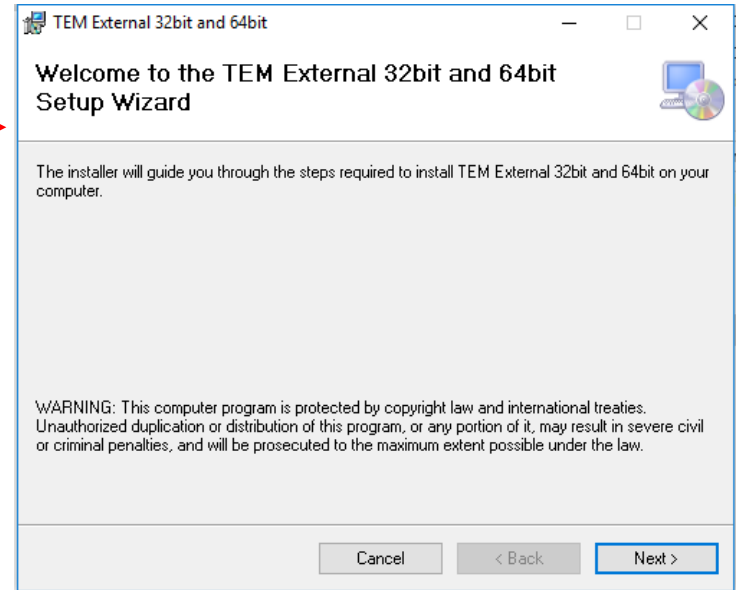 TEM External 32bit and 64bit
Welcome to the TEM External 32bit and 64bit
Setup Wizard
The installer will guide you through the steps required to install TEM External 32bit and 64bit on your
computer.
WARNING: This computer program is protected by copyright law and international treaties.
Unauthorized duplication or distribution of this program, or any portion of it, may result in severe civil
or criminal penalties, and will be prosecuted to the maximum extent possible under the law.
Cancel
< Back
Next >